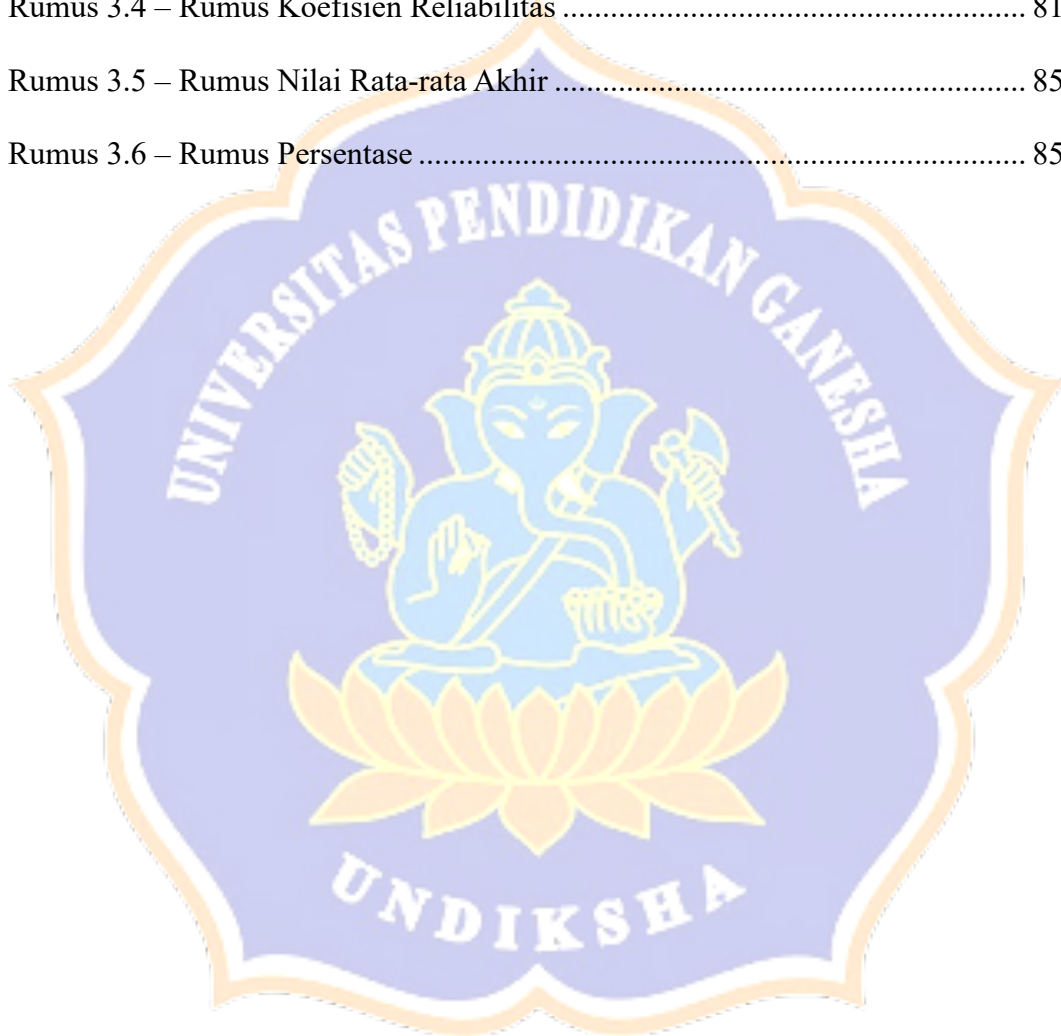 Rumus 3.4 – Rumus Koefisien Reliabilitas ........................................................ 81
Rumus 3.5 – Rumus Nilai Rata-rata Akhir ......................................................... 85
Rumus 3.6 – Rumus Persentase .......................................................................... 85
UNIVERSITAS PENDIDIKAN GANESHA
UNDIKSHA